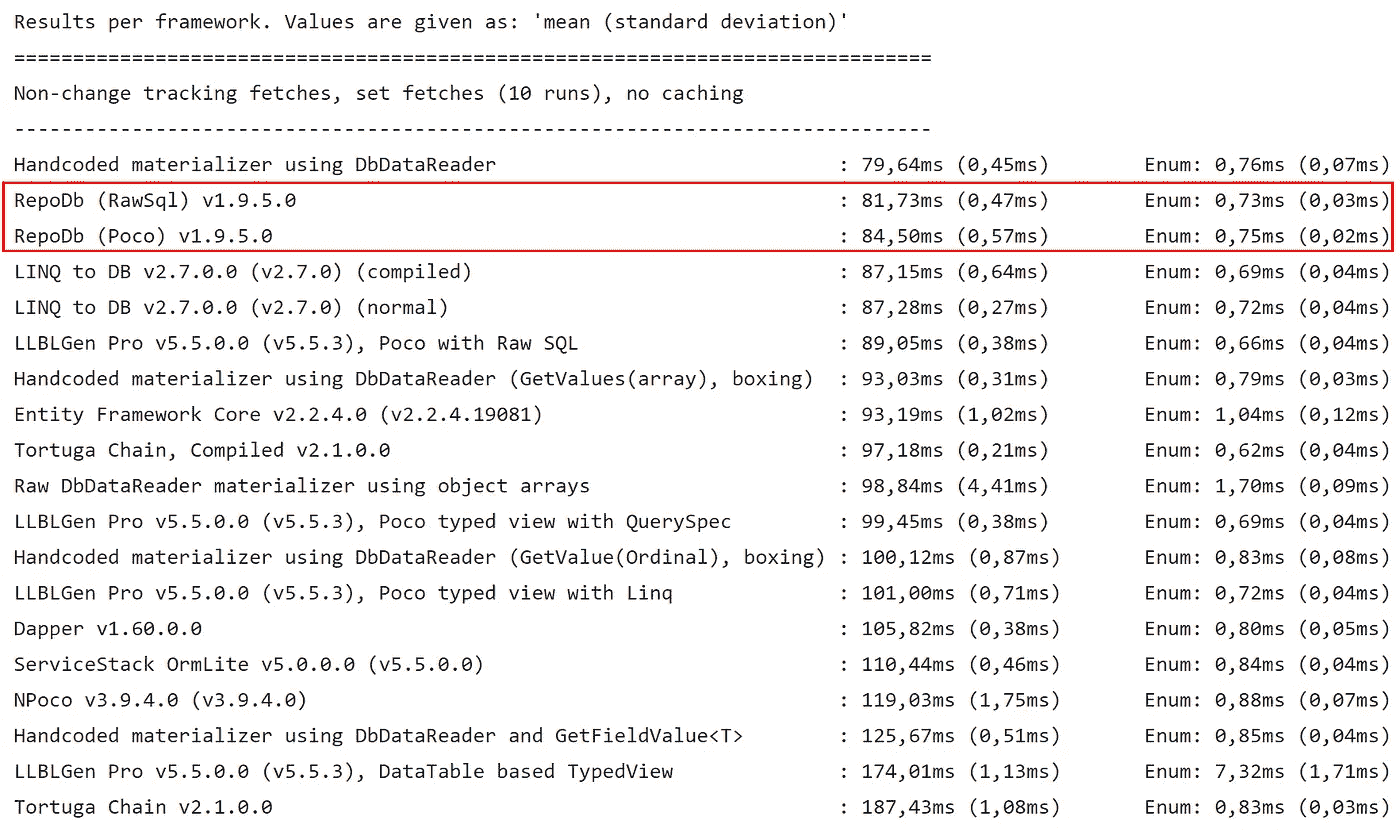 Results per framework. Values are given as: 'mean (standard deviation)'
==============================================================================
Non-change tracking fetches, set fetches (10 runs), no caching
------------------------------------------------------------------------------
Handcoded materializer using DbDataReader : 79,64ms (0,45ms) Enum: 0,76ms (0,07ms)
RepoDb (RawSql) v1.9.5.0 : 81,73ms (0,47ms) Enum: 0,73ms (0,03ms)
RepoDb (Poco) v1.9.5.0 : 84,50ms (0,57ms) Enum: 0,75ms (0,02ms)
LINQ to DB v2.7.0.0 (v2.7.0) (compiled) : 87,15ms (0,64ms) Enum: 0,69ms (0,04ms)
LINQ to DB v2.7.0.0 (v2.7.0) (normal) : 87,28ms (0,27ms) Enum: 0,72ms (0,04ms)
LLBLGen Pro v5.5.0.0 (v5.5.3), Poco with Raw SQL : 89,05ms (0,38ms) Enum: 0,66ms (0,04ms)
Handcoded materializer using DbDataReader (GetValues(array), boxing) : 93,03ms (0,31ms) Enum: 0,79ms (0,03ms)
Entity Framework Core v2.2.4.0 (v2.2.4.19081) : 93,19ms (1,02ms) Enum: 1,04ms (0,12ms)
Tortuga Chain, Compiled v2.1.0.0 : 97,18ms (0,21ms) Enum: 0,62ms (0,04ms)
Raw DbDataReader materializer using object arrays : 98,84ms (4,41ms) Enum: 1,70ms (0,09ms)
LLBLGen Pro v5.5.0.0 (v5.5.3), Poco typed view with QuerySpec : 99,45ms (0,38ms) Enum: 0,69ms (0,04ms)
Handcoded materializer using DbDataReader (GetValue(Ordinal), boxing) : 100,12ms (0,87ms) Enum: 0,83ms (0,08ms)
LLBLGen Pro v5.5.0.0 (v5.5.3), Poco typed view with Linq : 101,00ms (0,71ms) Enum: 0,72ms (0,04ms)
Dapper v1.60.0.0 : 105,82ms (0,38ms) Enum: 0,80ms (0,05ms)
ServiceStack OrmLite v5.0.0.0 (v5.5.0.0) : 110,44ms (0,46ms) Enum: 0,84ms (0,04ms)
NPoco v3.9.4.0 (v3.9.4.0) : 119,03ms (1,75ms) Enum: 0,88ms (0,07ms)
Handcoded materializer using DbDataReader and GetFieldValue<T> : 125,67ms (0,51ms) Enum: 0,85ms (0,04ms)
LLBLGen Pro v5.5.0.0 (v5.5.3), DataTable based TypedView : 174,01ms (1,13ms) Enum: 7,32ms (1,71ms)
Tortuga Chain v2.1.0.0 : 187,43ms (1,08ms) Enum: 0,83ms (0,03ms)